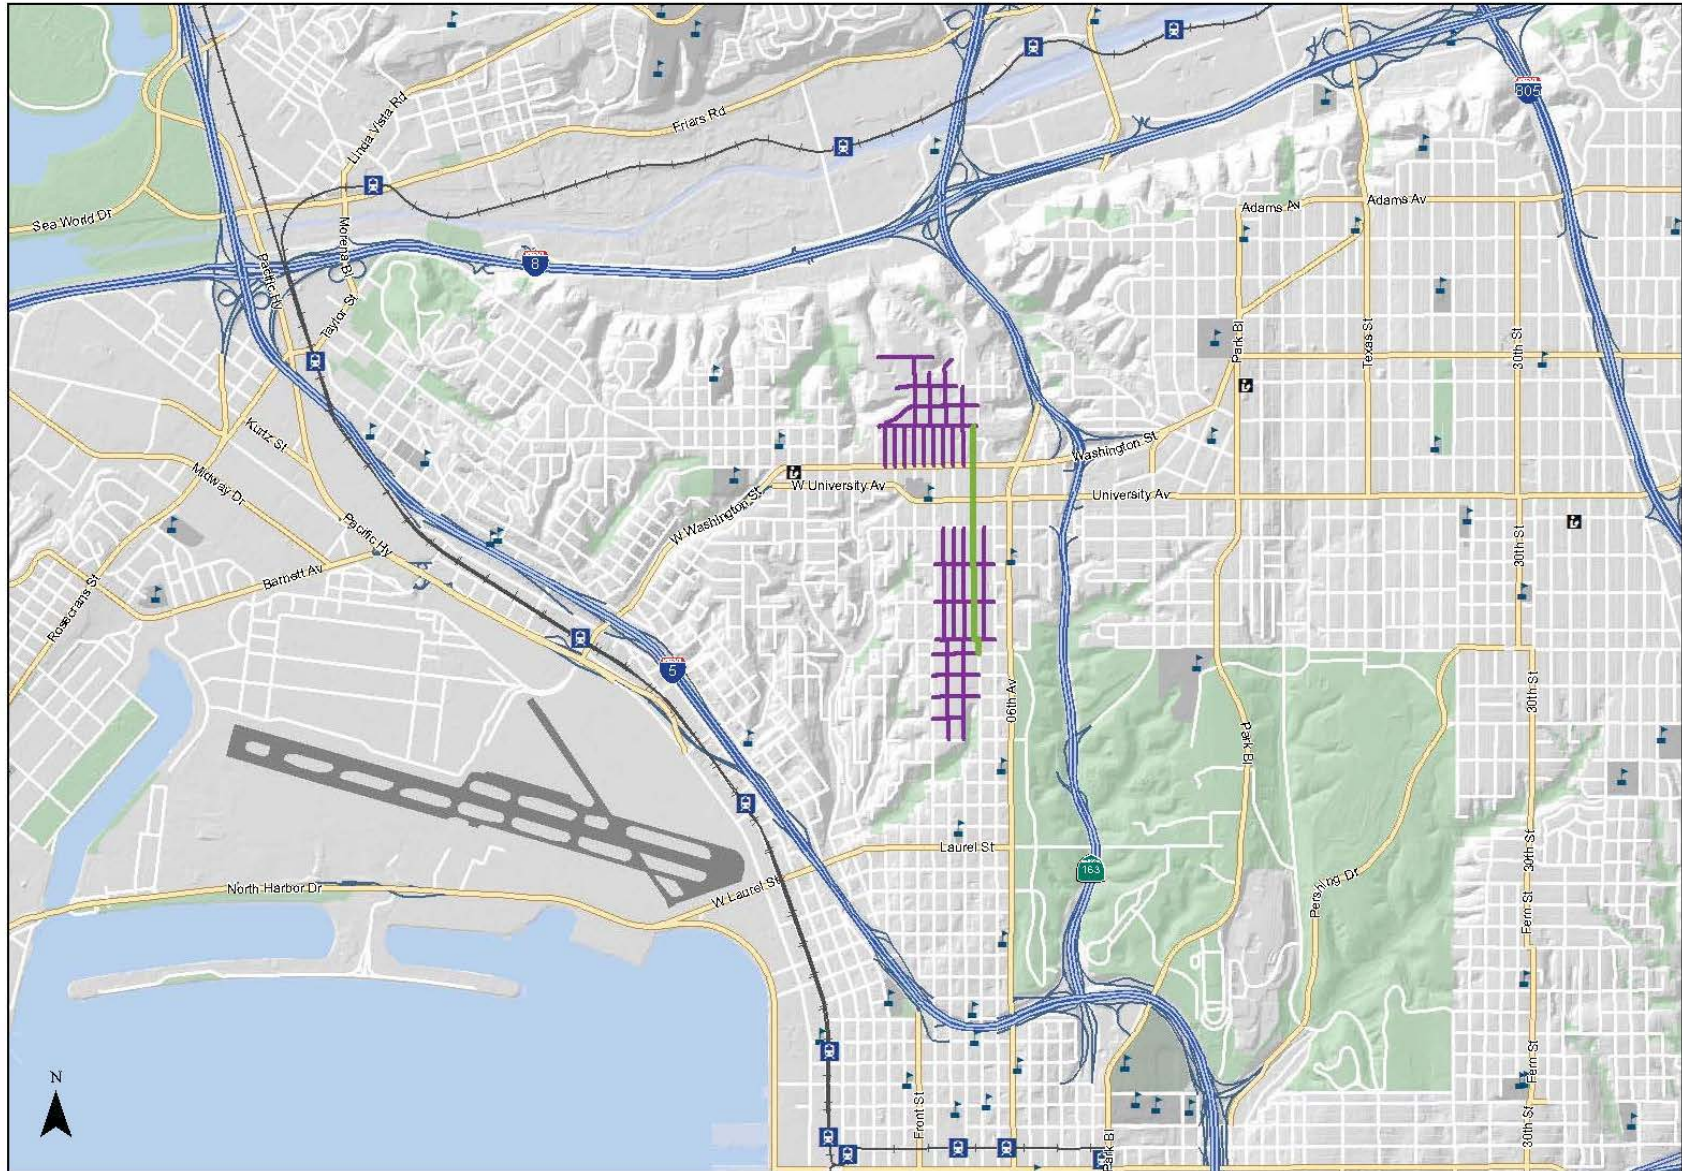 805
Linda Vista Rd
Friars Rd
Sea World Dr
Morena Bl
Adams Av
Adams Av
8
Pacific Hy
Taylor St
Park Bl
Texas St
30th St
Kurtz St
Washington St
Midway Dr
W University Av
University Av
W Washington St
Pacific Hy
30th St
Barnett Av
Rosecrans St
5
06th Av
30th St
Park Bl
Laurel St
30th St
163
North Harbor Dr
W Laurel St
Pershing Dr
Fern St
Fern St
N
Front St
Park Bl
30th St